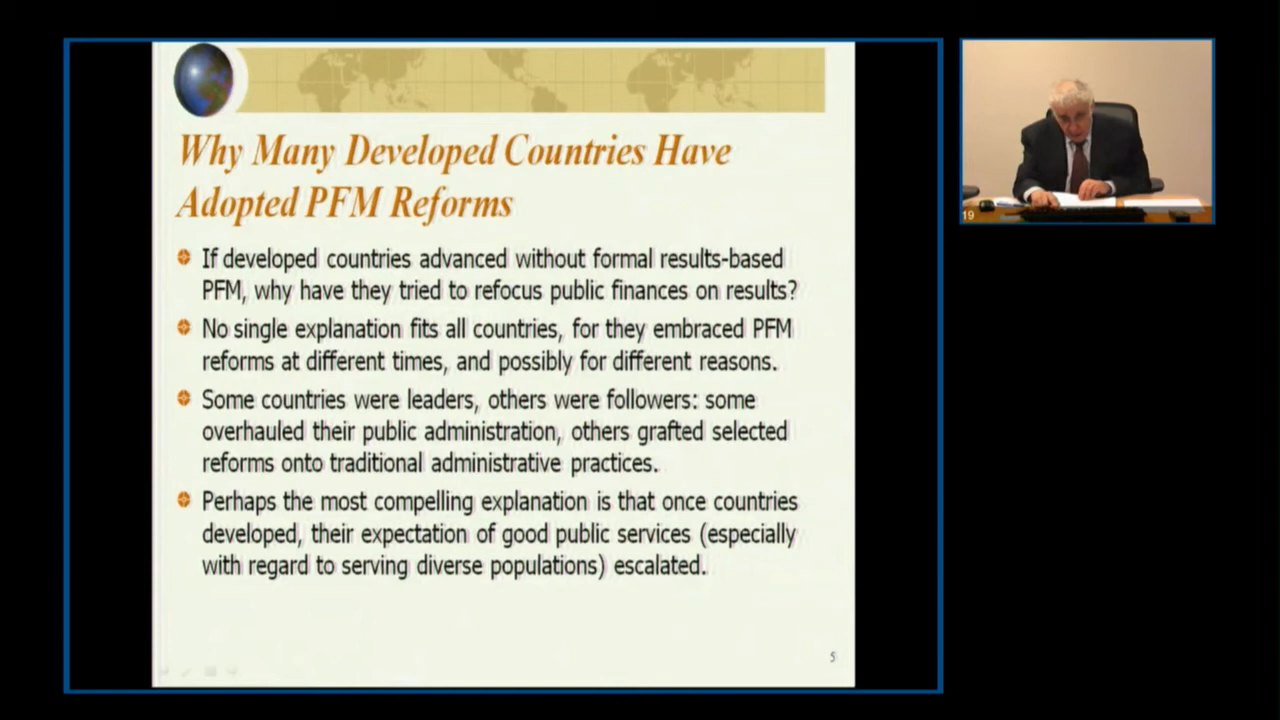 Why Many Developed Countries Have
Adopted PFM Reforms
If developed countries advanced without formal results-based
PFM, why have they tried to refocus public finances on results?
No single explanation fits all countries, for they embraced PFM
reforms at different times, and possibly for different reasons.
Some countries were leaders, others were followers: some
overhauled their public administration, others grafted selected
reforms onto traditional administrative practices.
Perhaps the most compelling explanation is that once countries
developed, their expectation of good public services (especially
with regard to serving diverse populations) escalated.
5
19